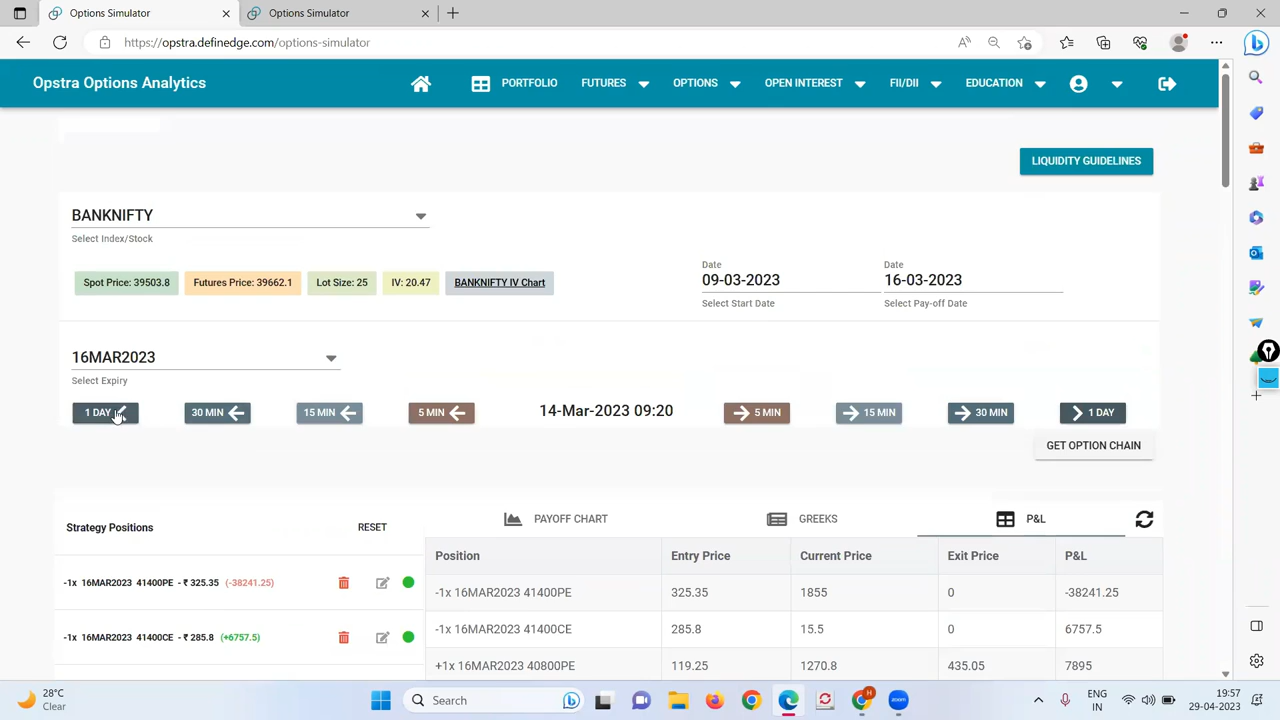 Options Simulator
Options Simulator
https://opstra.definedge.com/options-simulator
Opstra Options Analytics
PORTFOLIO
FUTURES
OPTIONS
OPEN INTEREST
FII/DII
EDUCATION
LIQUIDITY GUIDELINES
BANKNIFTY
Select Index/Stock
Spot Price: 39503.8
Futures Price: 39662.1
Lot Size: 25
IV: 20.47
BANKNIFTY IV Chart
Date
09-03-2023
Select Start Date
Date
16-03-2023
Select Pay-off Date
16MAR2023
Select Expiry
1 DAY
30 MIN
15 MIN
5 MIN
14-Mar-2023 09:20
5 MIN
15 MIN
30 MIN
1 DAY
GET OPTION CHAIN
Strategy Positions
RESET
PAYOFF CHART
GREEKS
P&L
Position Entry Price Current Price Exit Price P&L
-1x 16MAR2023 41400PE - ₹ 325.35 (-38241.25)
-1x 16MAR2023 41400PE 325.35 1855 0 -38241.25
-1x 16MAR2023 41400CE - ₹ 285.8 (+6757.5)
-1x 16MAR2023 41400CE 285.8 15.5 0 6757.5
+1x 16MAR2023 40800PE 119.25 1270.8 435.05 7895
28°C
Clear
Search
H
zoom
ENG
IN
19:57
29-04-2023